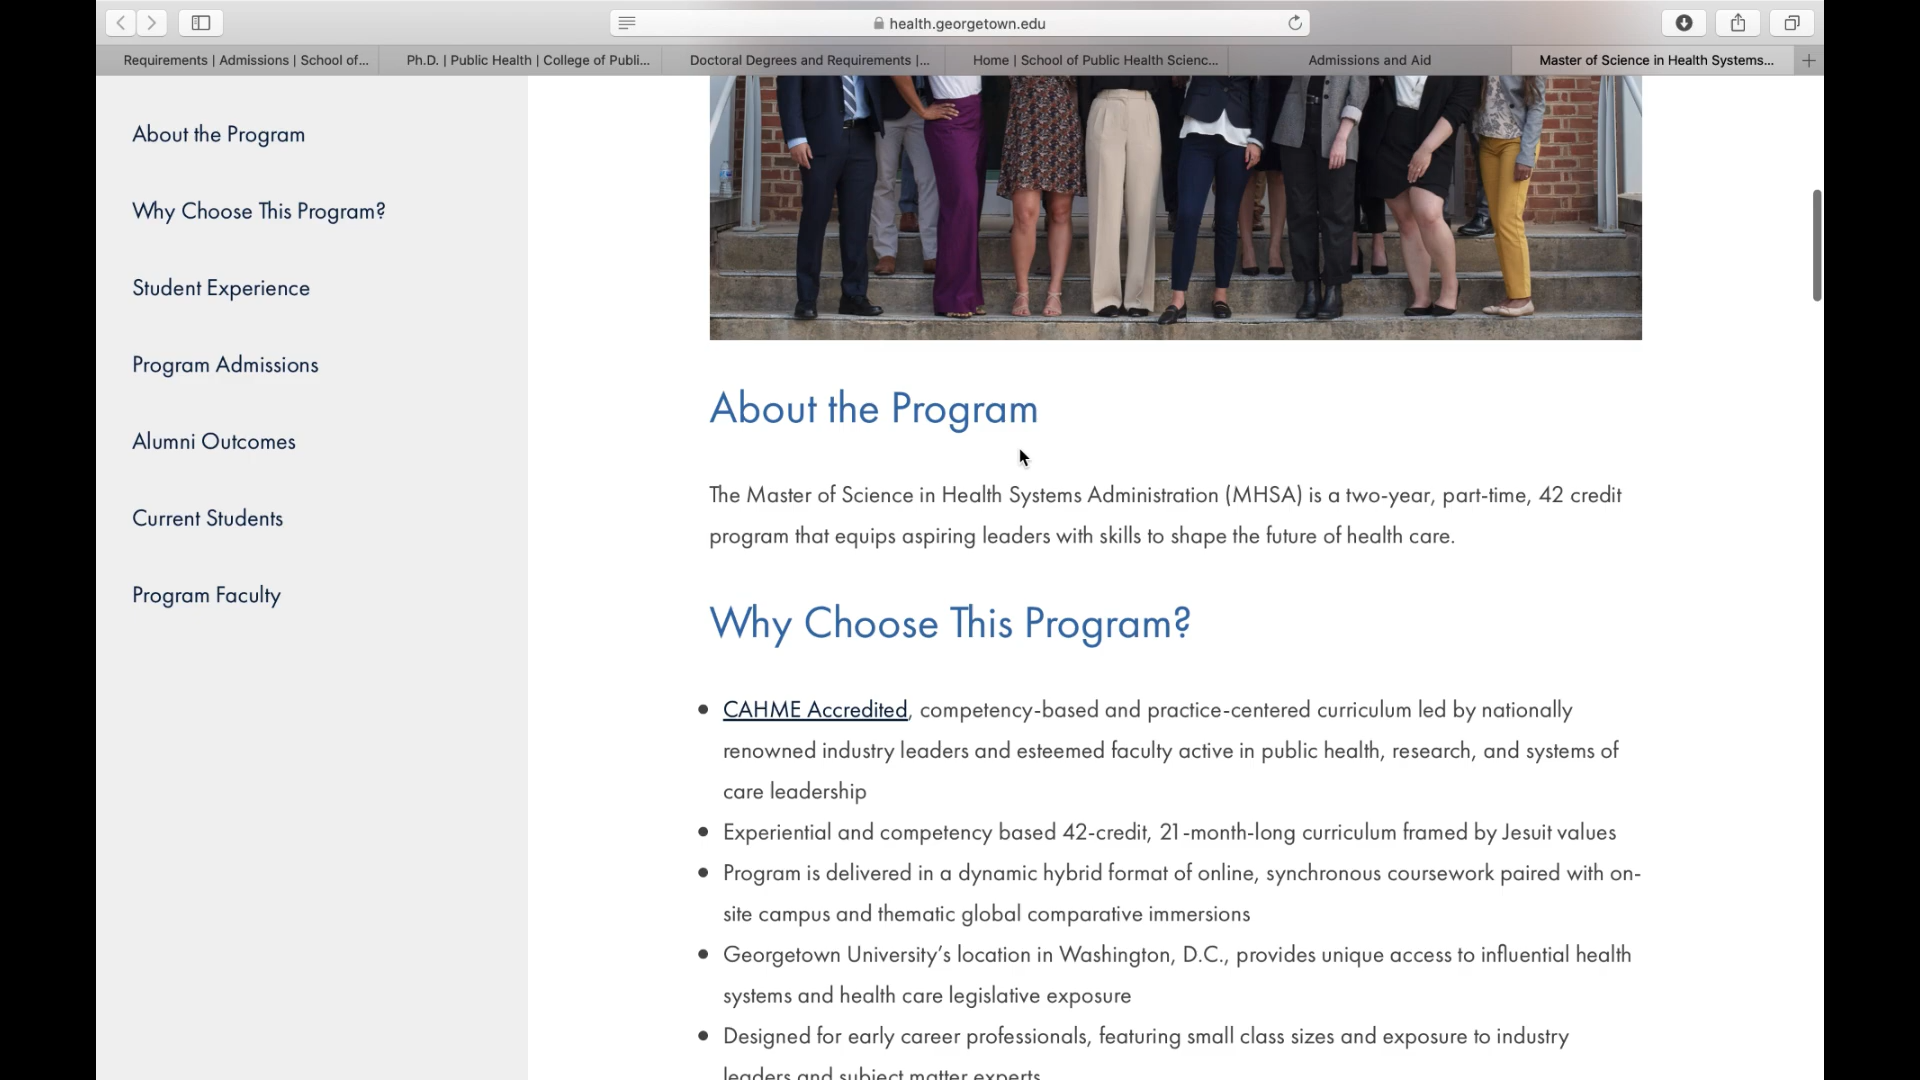 health.georgetown.edu
Requirements | Admissions | School of...
Ph.D. | Public Health | College of Publi...
Doctoral Degrees and Requirements |...
Home | School of Public Health Scienc...
Admissions and Aid
Master of Science in Health Systems...
About the Program
Why Choose This Program?
Student Experience
Program Admissions
Alumni Outcomes
Current Students
Program Faculty
About the Program
The Master of Science in Health Systems Administration (MHSA) is a two-year, part-time, 42 credit
program that equips aspiring leaders with skills to shape the future of health care.
Why Choose This Program?
CAHME Accredited, competency-based and practice-centered curriculum led by nationally
renowned industry leaders and esteemed faculty active in public health, research, and systems of
care leadership
Experiential and competency based 42-credit, 21-month-long curriculum framed by Jesuit values
Program is delivered in a dynamic hybrid format of online, synchronous coursework paired with on-
site campus and thematic global comparative immersions
Georgetown University's location in Washington, D.C., provides unique access to influential health
systems and health care legislative exposure
Designed for early career professionals, featuring small class sizes and exposure to industry
leaders and subject matter experts